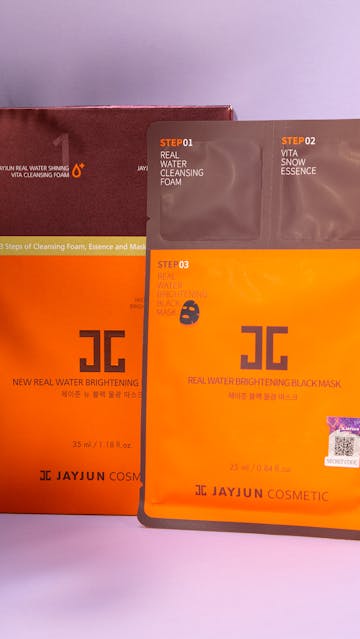 1
JAYJUN REAL WATER SHINING
VITA CLEANSING FOAM
JAYJ
3 Steps of Cleansing Foam, Essence and Mask
NEW REAL WATER BRIGHTENING
제이준 뉴 블랙 물광 마스크
35 ml / 1.18 fl.oz.
JAYJUN COSM
STEP01
REAL
WATER
CLEANSING
FOAM
STEP02
VITA
SNOW
ESSENCE
STEP03
REAL
WATER
BRIGHTENING
BLACK
MASK
REAL WATER BRIGHTENING BLACK MASK
제이준 블랙 물광 마스크
25 ml / 0.84 fl.oz.
SECRET CODE
JAYJUN COSMETIC